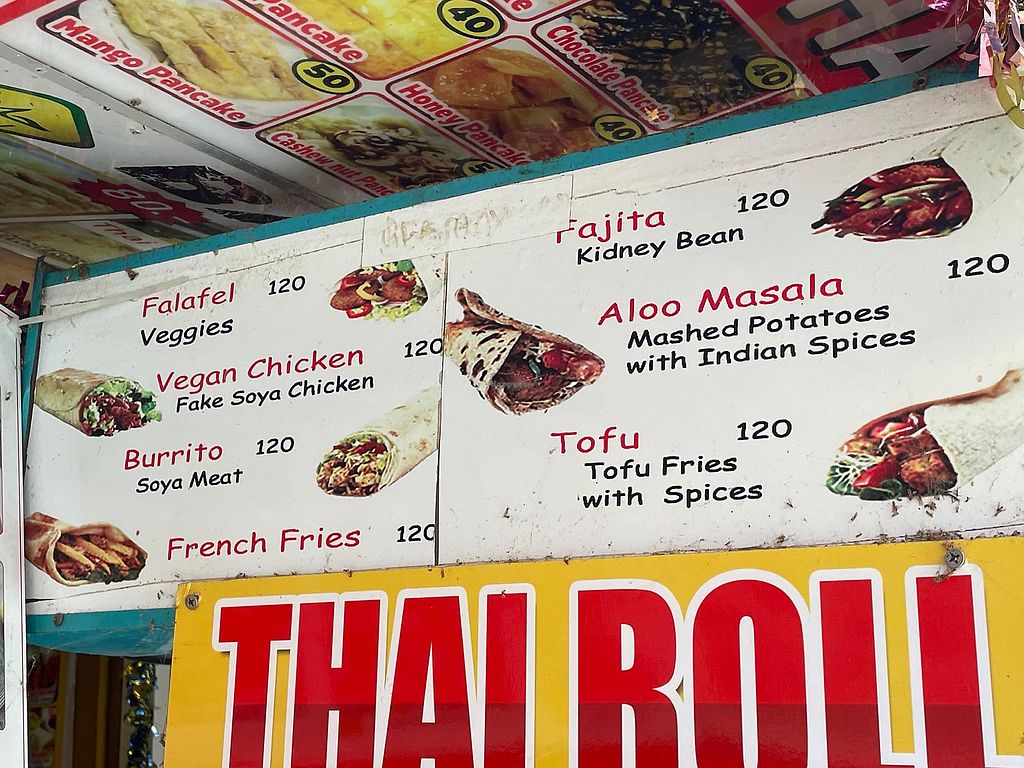 Pancake
40
Mango Pancake
50
Honey Pancake
40
Chocolate Pancake
40
Cashew nut
80
Thai
Falafel 120
Veggies
Vegan Chicken 120
Fake Soya Chicken
Burrito 120
Soya Meat
French Fries 120
Fajita 120
Kidney Bean
Aloo Masala 120
Mashed Potatoes
with Indian Spices
Tofu 120
Tofu Fries
with Spices
THAI ROLL